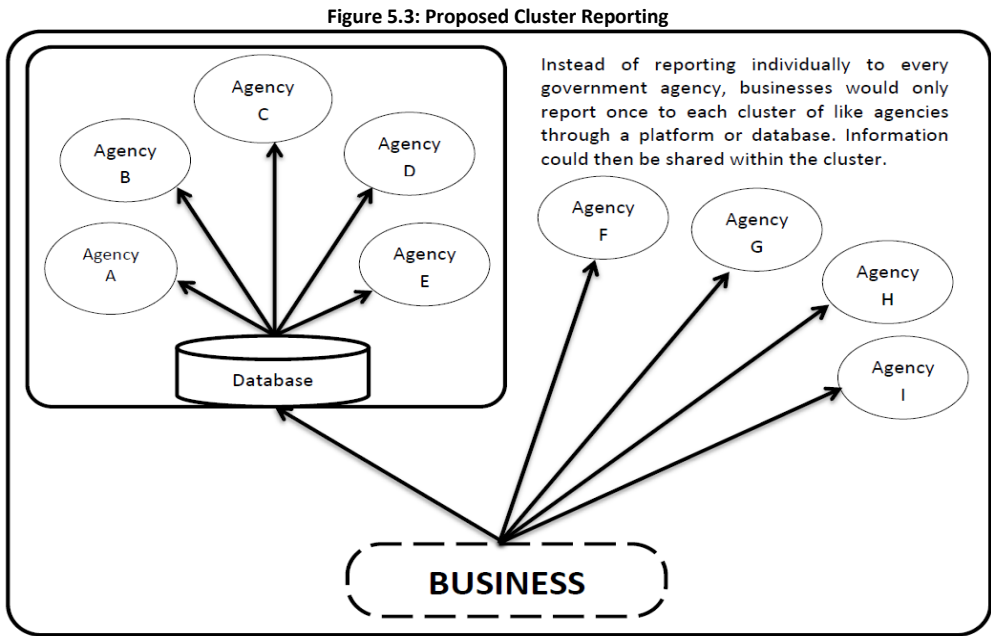 Figure 5.3: Proposed Cluster Reporting
Instead of reporting individually to every
government agency, businesses would only
report once to each cluster of like agencies
through a platform or database. Information
could then be shared within the cluster.
Agency
C
Agency
B
Agency
D
Agency
A
Agency
E
Database
Agency
F
Agency
G
Agency
H
Agency
I
BUSINESS